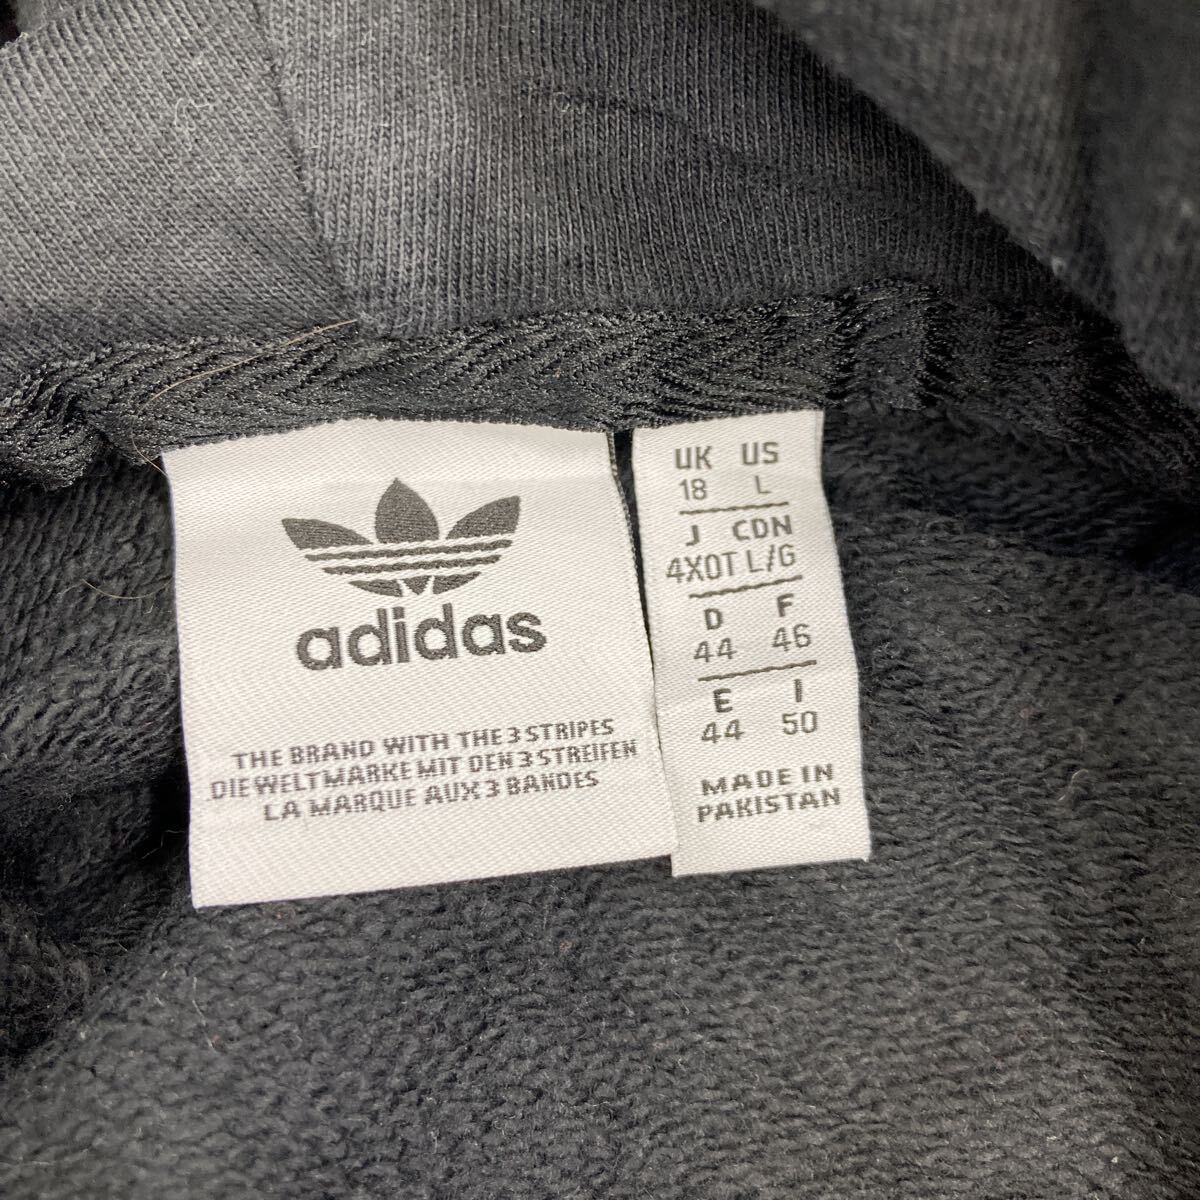 adidas
THE BRAND WITH THE 3 STRIPES
DIE WELTMARKE MIT DEN 3 STREIFEN
LA MARQUE AUX 3 BANDES
UK US
18 L
J CDN
4XOT L/G
D F
44 46
E I
44 50
MADE IN
PAKISTAN